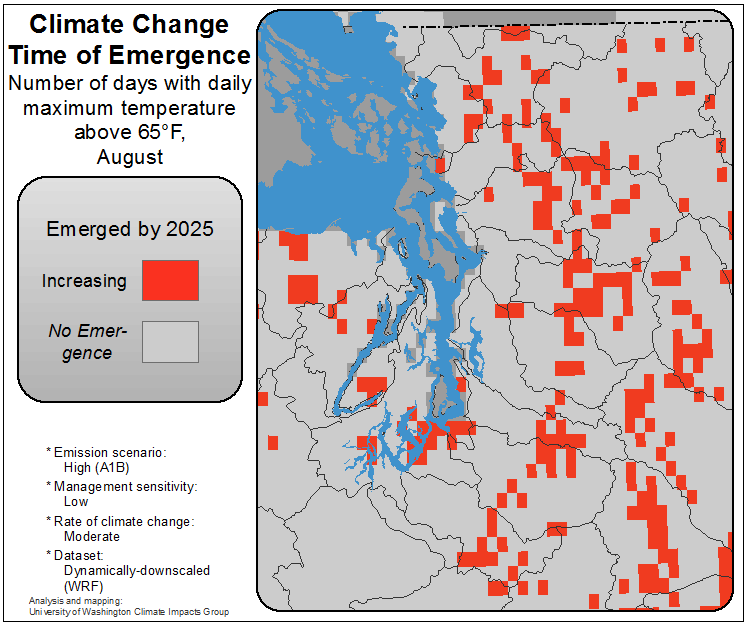 Climate Change
Time of Emergence
Number of days with daily
maximum temperature
above 65°F,
August
Emerged by 2025
Increasing
No Emer-
gence
* Emission scenario:
High (A1B)
* Management sensitivity:
Low
* Rate of climate change:
Moderate
* Dataset:
Dynamically-downscaled
(WRF)
Analysis and mapping:
University of Washington Climate Impacts Group